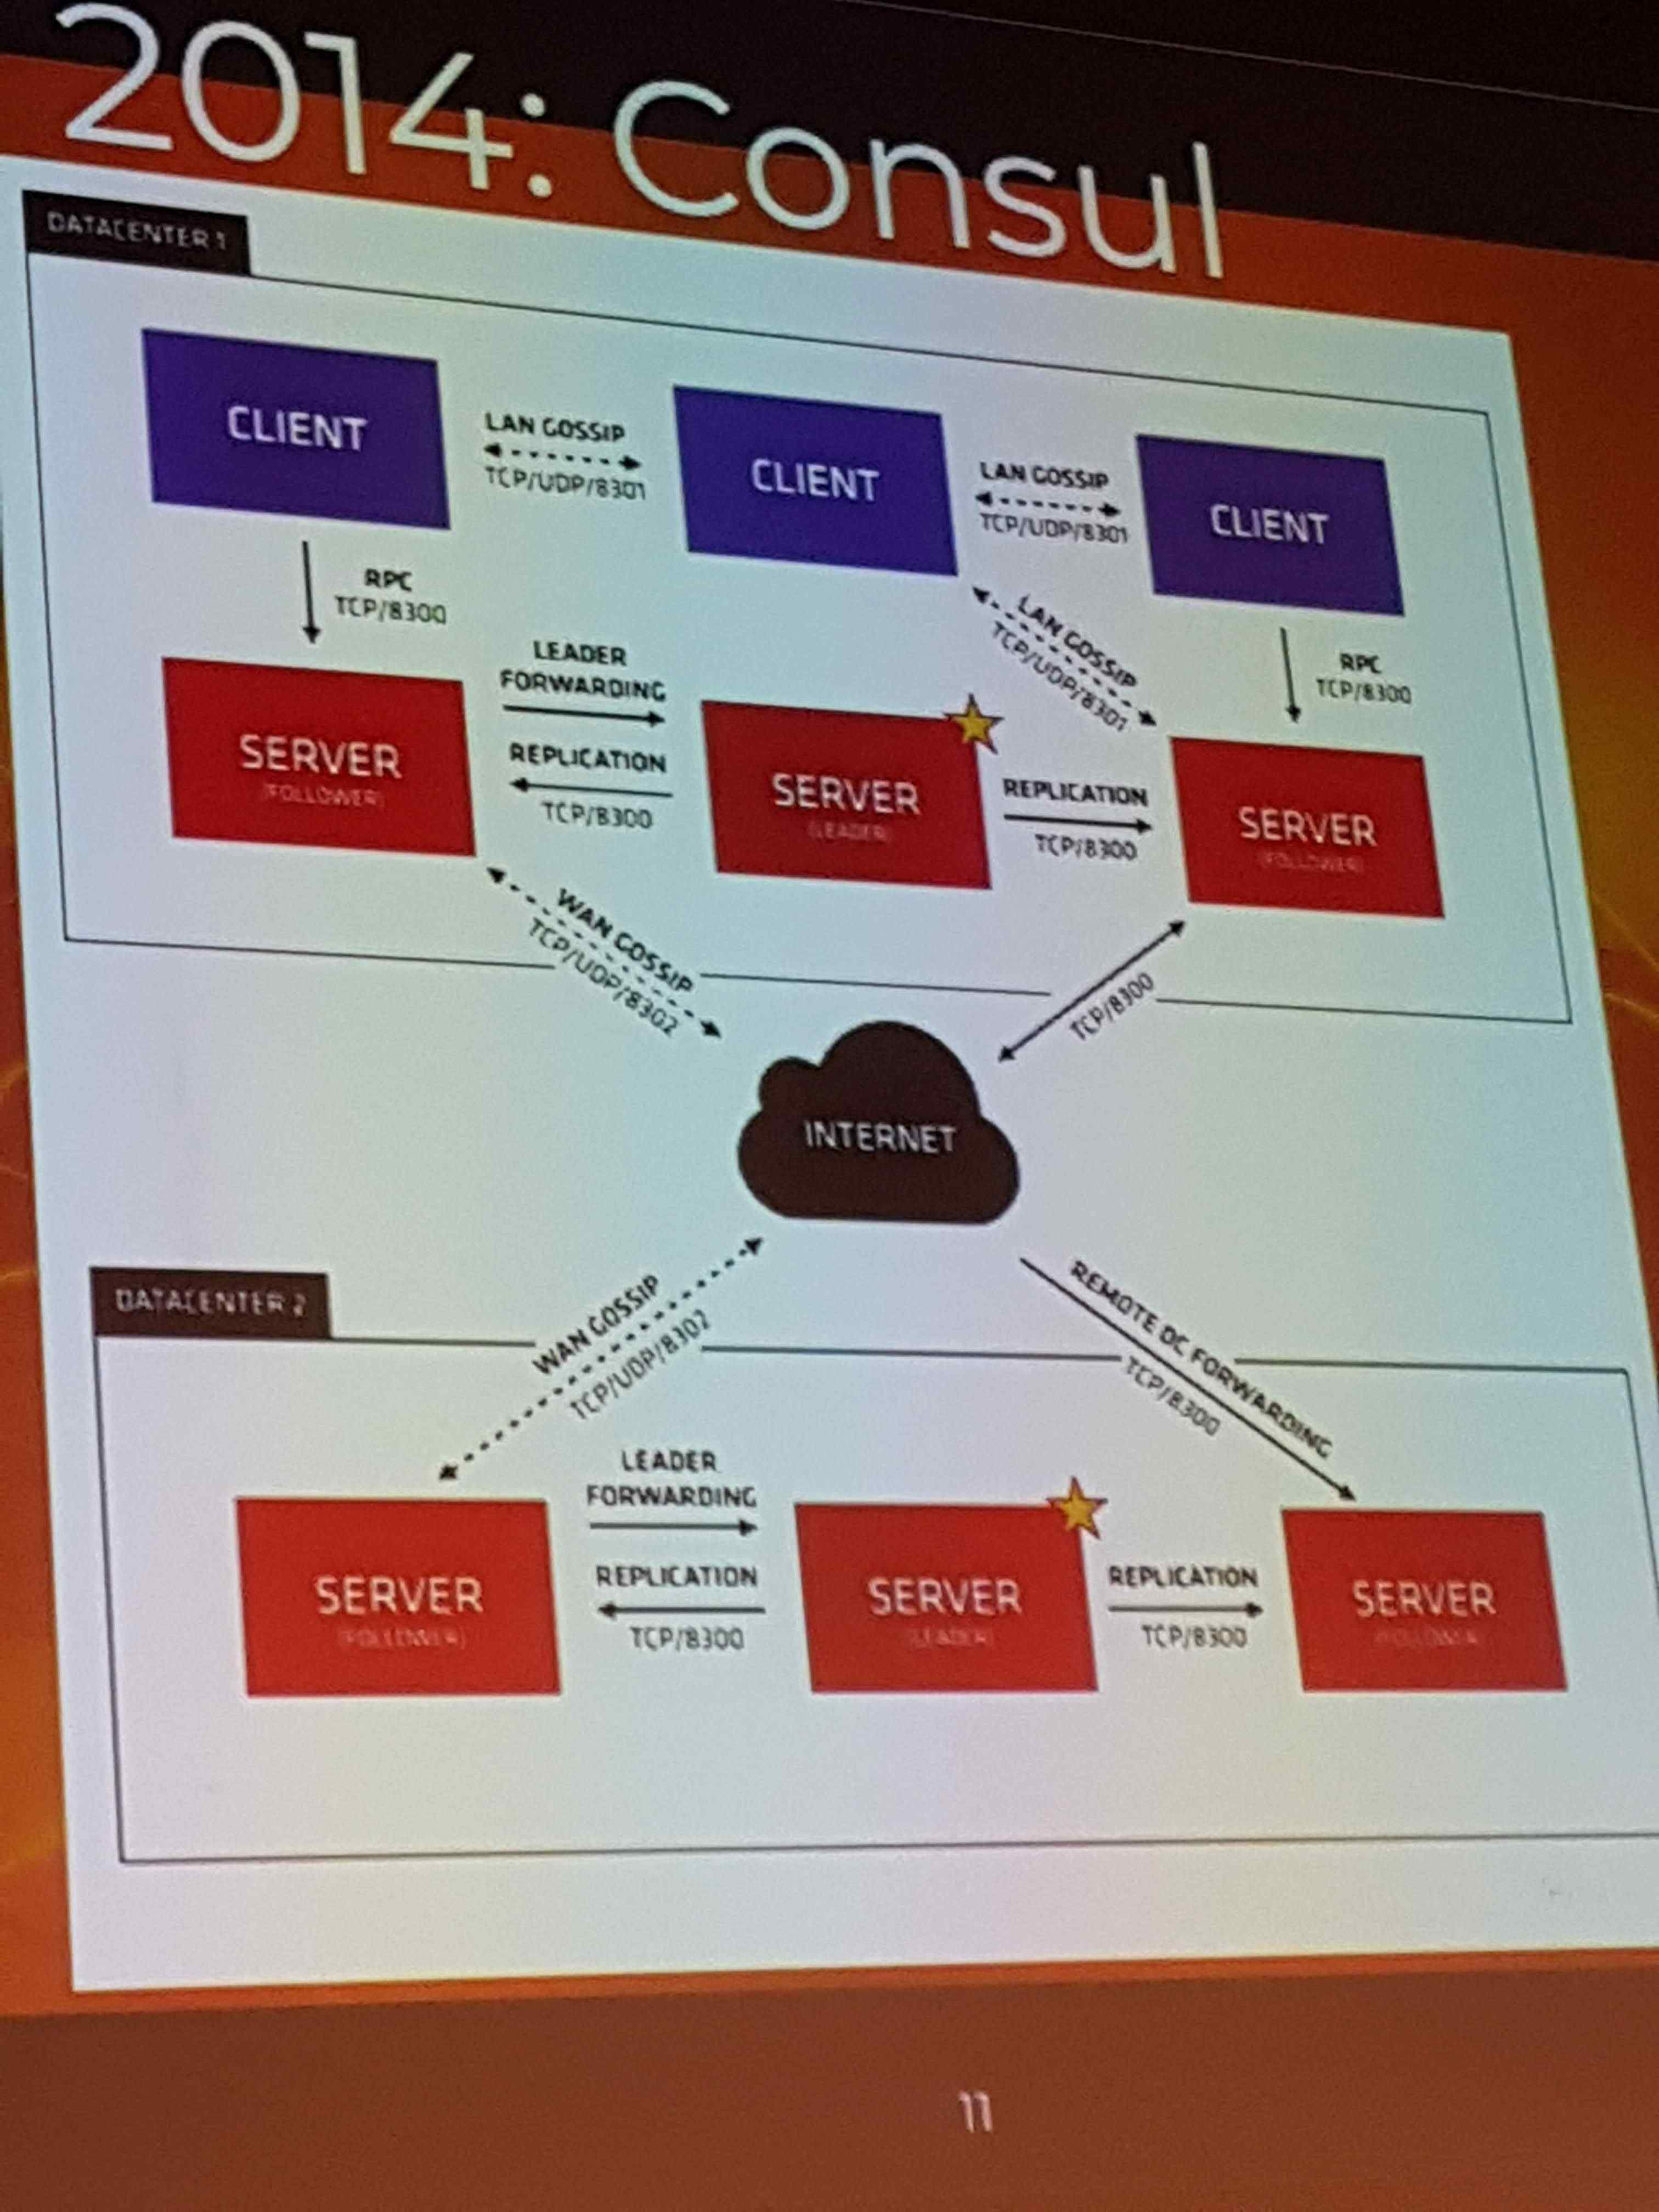 2014: Consul
DATACENTER 1
CLIENT
LAN GOSSIP
TCP/UDP/8301
CLIENT
LAN GOSSIP
TCP/UDP/8301
CLIENT
RPC
TCP/8300
LAN GOSSIP
TCP/UDP/8301
RPC
TCP/8300
SERVER
(FOLLOWER)
LEADER
FORWARDING
REPLICATION
TCP/8300
SERVER
(LEADER)
REPLICATION
TCP/8300
SERVER
(FOLLOWER)
WAN GOSSIP
TCP/UDP/8302
TCP/8300
INTERNET
DATACENTER 2
WAN GOSSIP
TCP/UDP/8302
REMOTE DC FORWARDING
TCP/8300
SERVER
(FOLLOWER)
LEADER
FORWARDING
REPLICATION
TCP/8300
SERVER
(LEADER)
REPLICATION
TCP/8300
SERVER
(FOLLOWER)
11